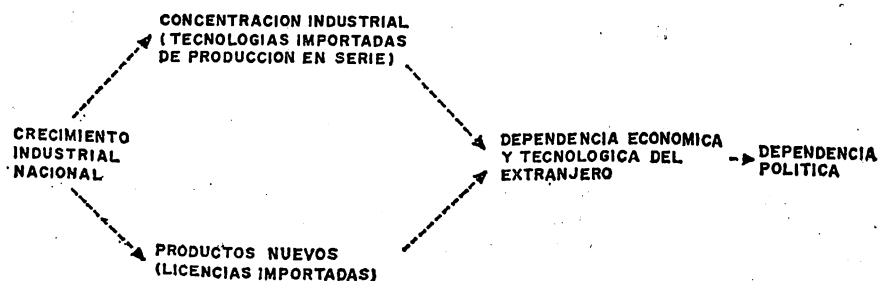 CONCENTRACION INDUSTRIAL
(TECNOLOGIAS IMPORTADAS
DE PRODUCCION EN SERIE)
CRECIMIENTO
INDUSTRIAL
NACIONAL
DEPENDENCIA ECONOMICA
Y TECNOLOGICA DEL
EXTRANJERO
DEPENDENCIA
POLITICA
PRODUCTOS NUEVOS
(LICENCIAS IMPORTADAS)